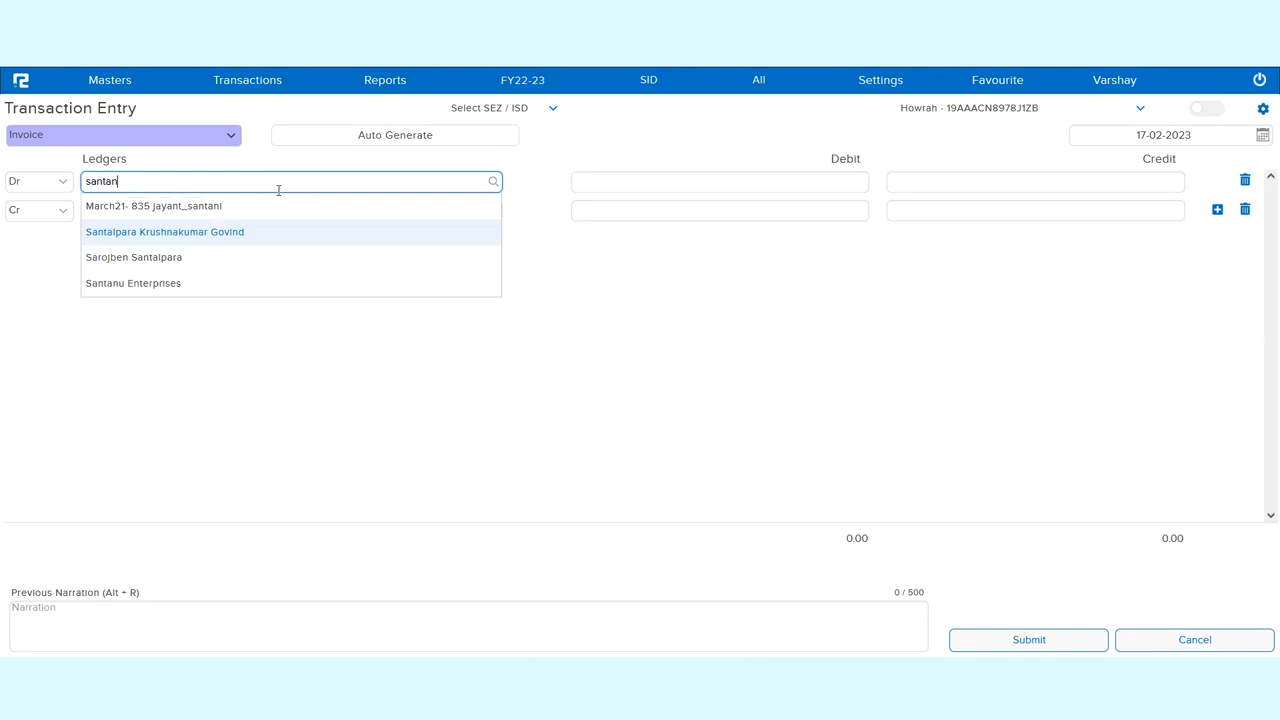 Masters Transactions Reports FY22-23 SID All Settings Favourite Varshay
Transaction Entry Select SEZ / ISD Howrah - 19AAACN8978J1ZB
Invoice Auto Generate 17-02-2023
Ledgers Debit Credit
Dr santan
Cr
March21- 835 jayant_santani
Santalpara Krushnakumar Govind
Sarojben Santalpara
Santanu Enterprises
0.00 0.00
Previous Narration (Alt + R) 0 / 500
Narration
Submit Cancel